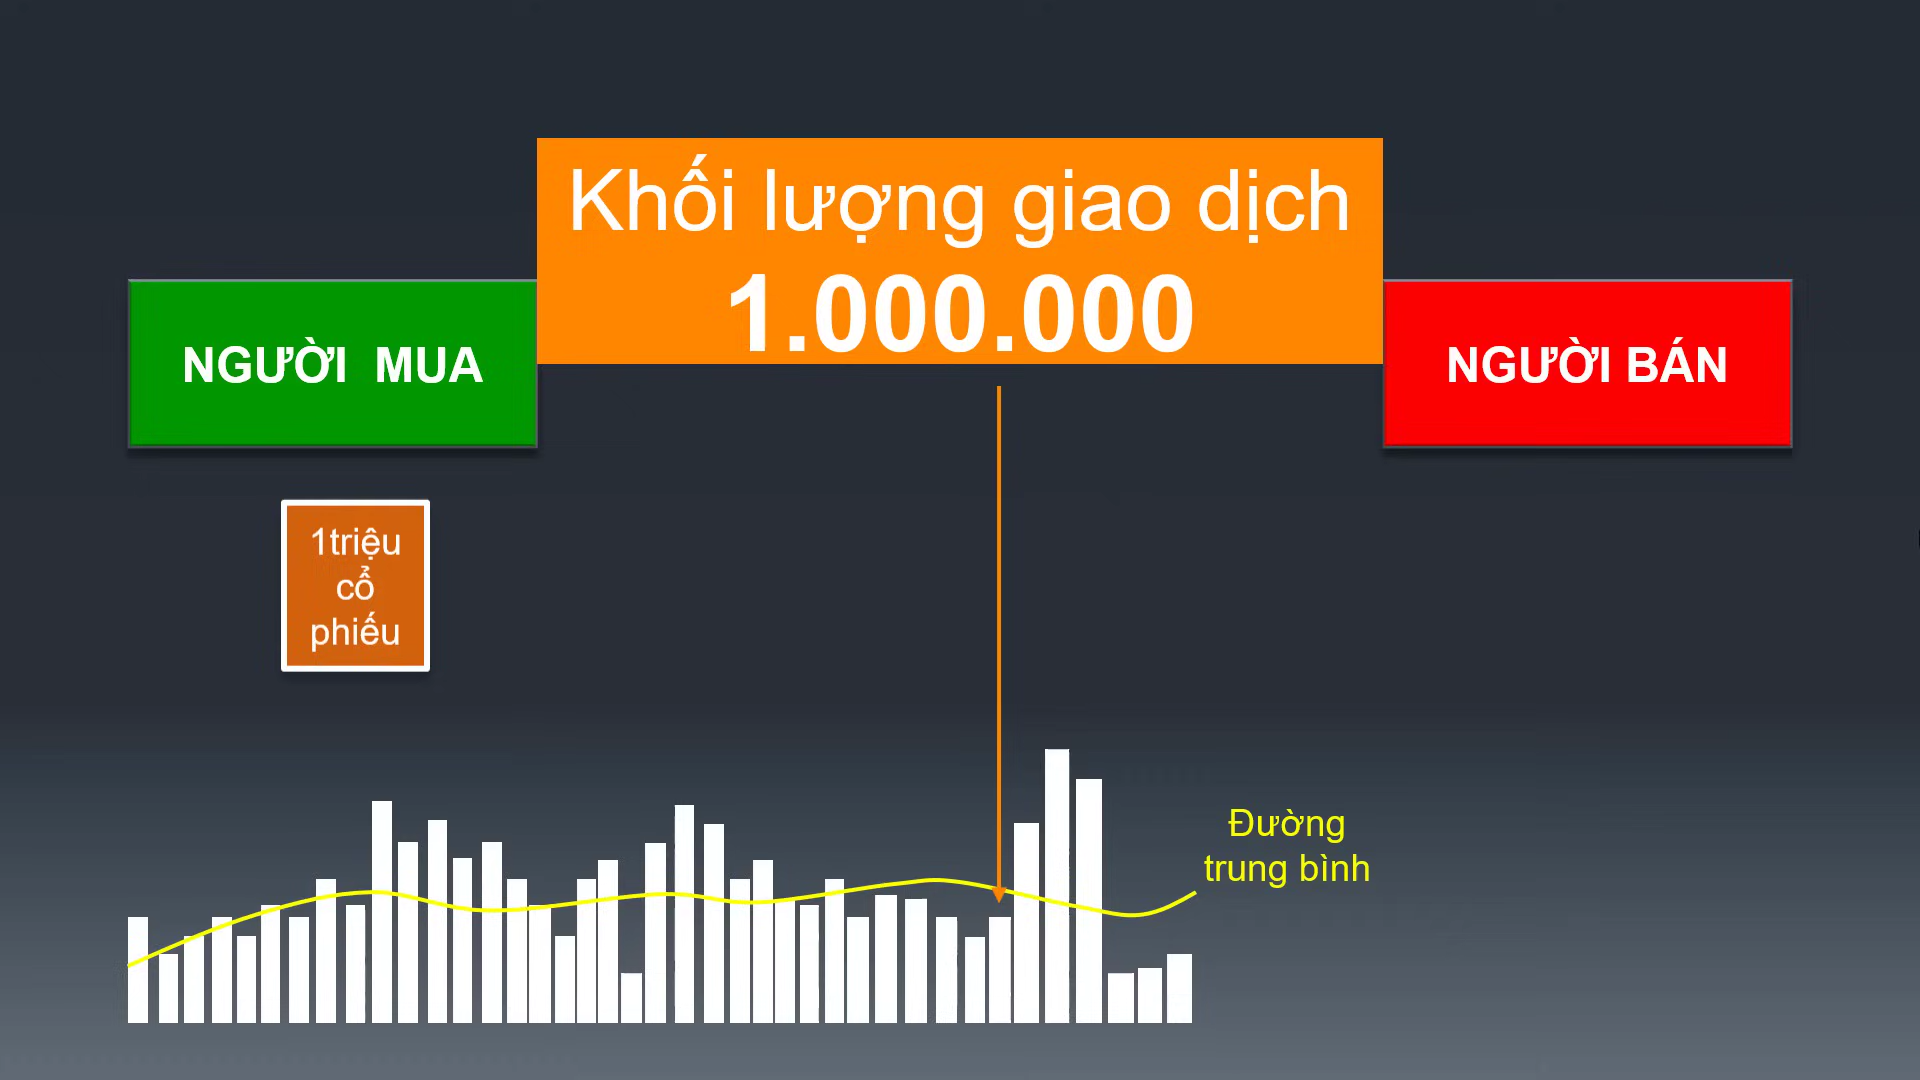 Khối lượng giao dịch
1.000.000
NGƯỜI MUA
NGƯỜI BÁN
1triệu
cổ
phiếu
Đường
trung bình